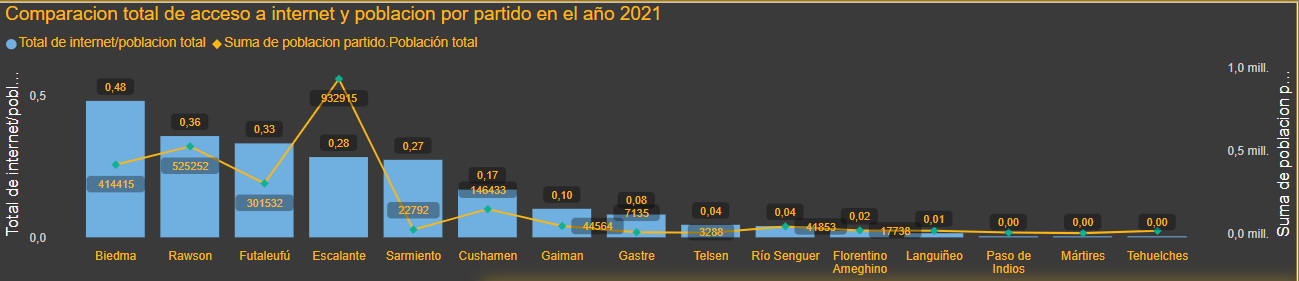 Comparacion total de acceso a internet y poblacion por partido en el año 2021
Total de internet/poblacion total Suma de poblacion partido.Población total
Total de internet/pobl...
0,5
0,0
0,48
0,36
0,33
0,28
0,27
0,17
0,10
0,08
0,04
0,04
0,02
0,01
0,00
0,00
0,00
414415
525252
301532
932915
22792
146433
44564
7135
3288
41853
17738
1,0 mill.
0,5 mill.
0,0 mill.
Suma de poblacion p...
Biedma
Rawson
Futaleufú
Escalante
Sarmiento
Cushamen
Gaiman
Gastre
Telsen
Río Senguer
Florentino
Ameghino
Languiñeo
Paso de
Indios
Mártires
Tehuelches